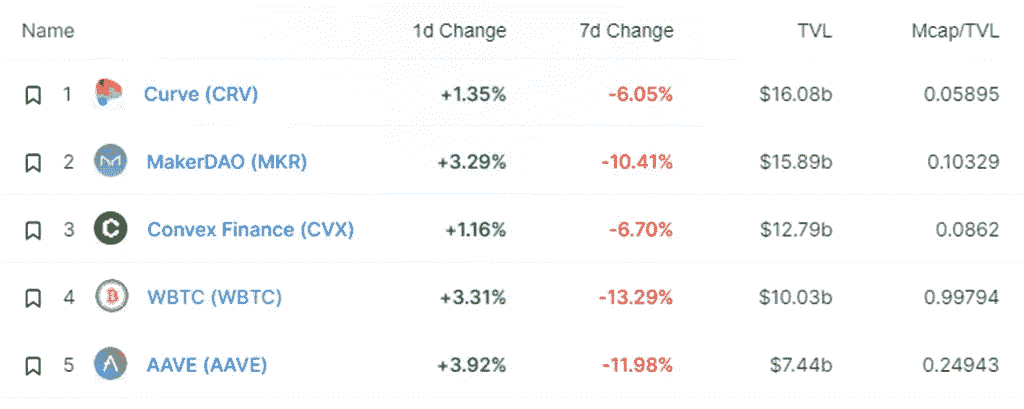 Name 1d Change 7d Change TVL Mcap/TVL
1 Curve (CRV) +1.35% -6.05% $16.08b 0.05895
2 MakerDAO (MKR) +3.29% -10.41% $15.89b 0.10329
3 Convex Finance (CVX) +1.16% -6.70% $12.79b 0.0862
4 WBTC (WBTC) +3.31% -13.29% $10.03b 0.99794
5 AAVE (AAVE) +3.92% -11.98% $7.44b 0.24943